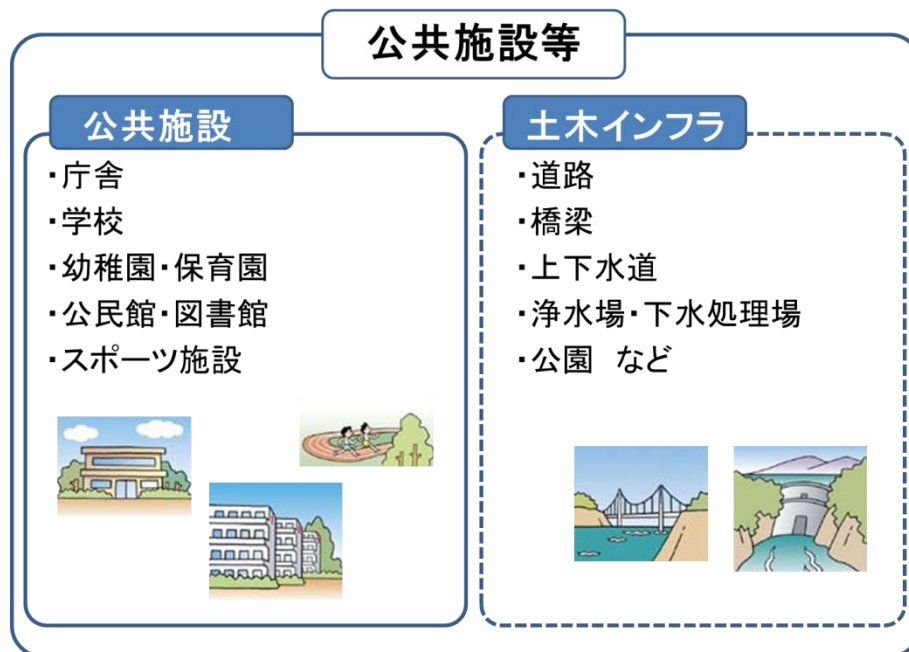 公共施設等
公共施設
・庁舎
・学校
・幼稚園・保育園
・公民館・図書館
・スポーツ施設
土木インフラ
・道路
・橋梁
・上下水道
・浄水場・下水処理場
・公園　など